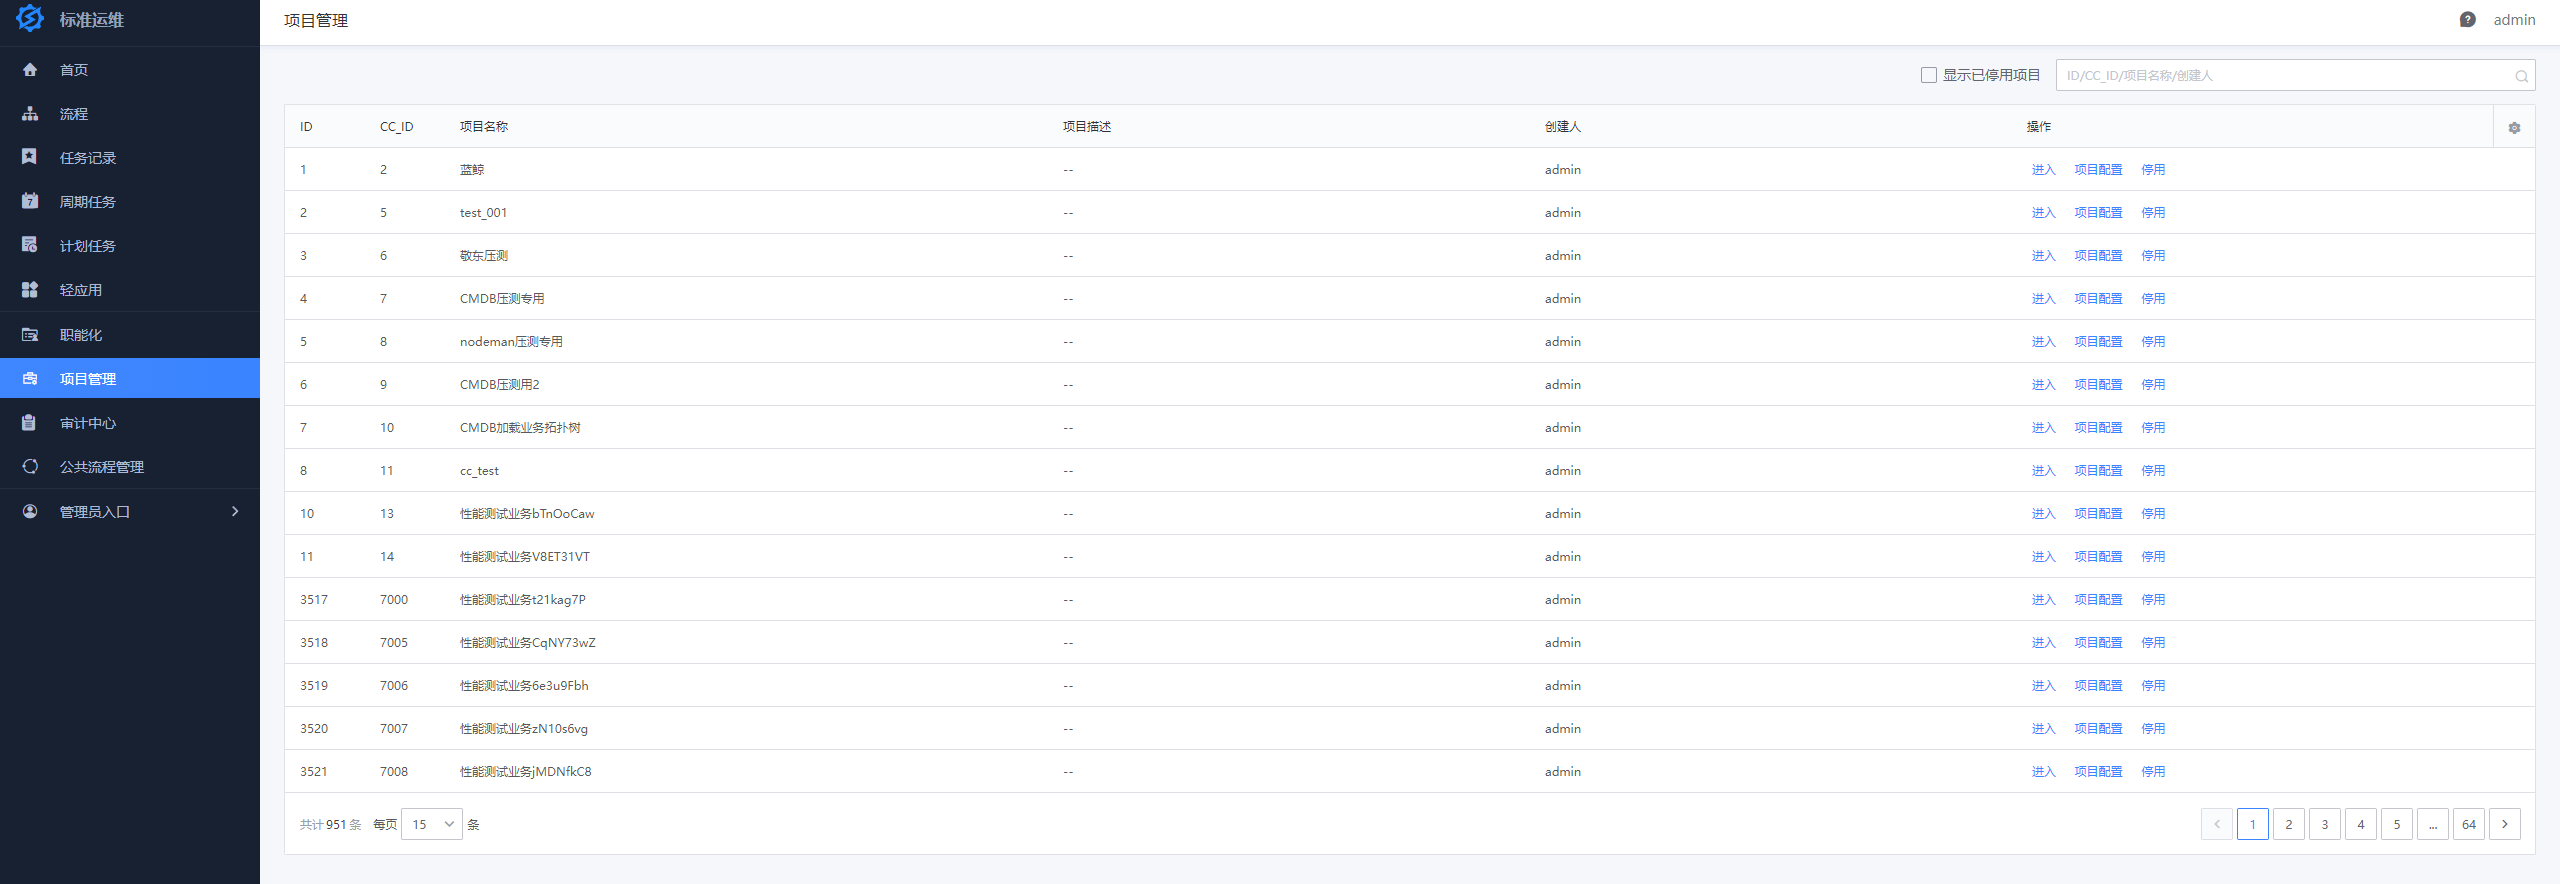 标准运维
首页
流程
任务记录
周期任务
计划任务
轻应用
职能化
项目管理
审计中心
公共流程管理
管理员入口
项目管理 admin
显示已停用项目 ID/CC_ID/项目名称/创建人
ID CC_ID 项目名称 项目描述 创建人 操作
1 2 蓝鲸 -- admin 进入 项目配置 停用
2 5 test_001 -- admin 进入 项目配置 停用
3 6 敬东压测 -- admin 进入 项目配置 停用
4 7 CMDB压测专用 -- admin 进入 项目配置 停用
5 8 nodeman压测专用 -- admin 进入 项目配置 停用
6 9 CMDB压测用2 -- admin 进入 项目配置 停用
7 10 CMDB加载业务拓扑树 -- admin 进入 项目配置 停用
8 11 cc_test -- admin 进入 项目配置 停用
10 13 性能测试业务bTnOoCaw -- admin 进入 项目配置 停用
11 14 性能测试业务V8ET31VT -- admin 进入 项目配置 停用
3517 7000 性能测试业务t21kag7P -- admin 进入 项目配置 停用
3518 7005 性能测试业务CqNY73wZ -- admin 进入 项目配置 停用
3519 7006 性能测试业务6e3u9Fbh -- admin 进入 项目配置 停用
3520 7007 性能测试业务zN10s6vg -- admin 进入 项目配置 停用
3521 7008 性能测试业务jMDNfkC8 -- admin 进入 项目配置 停用
共计951条 每页 15 条 1 2 3 4 5 ... 64